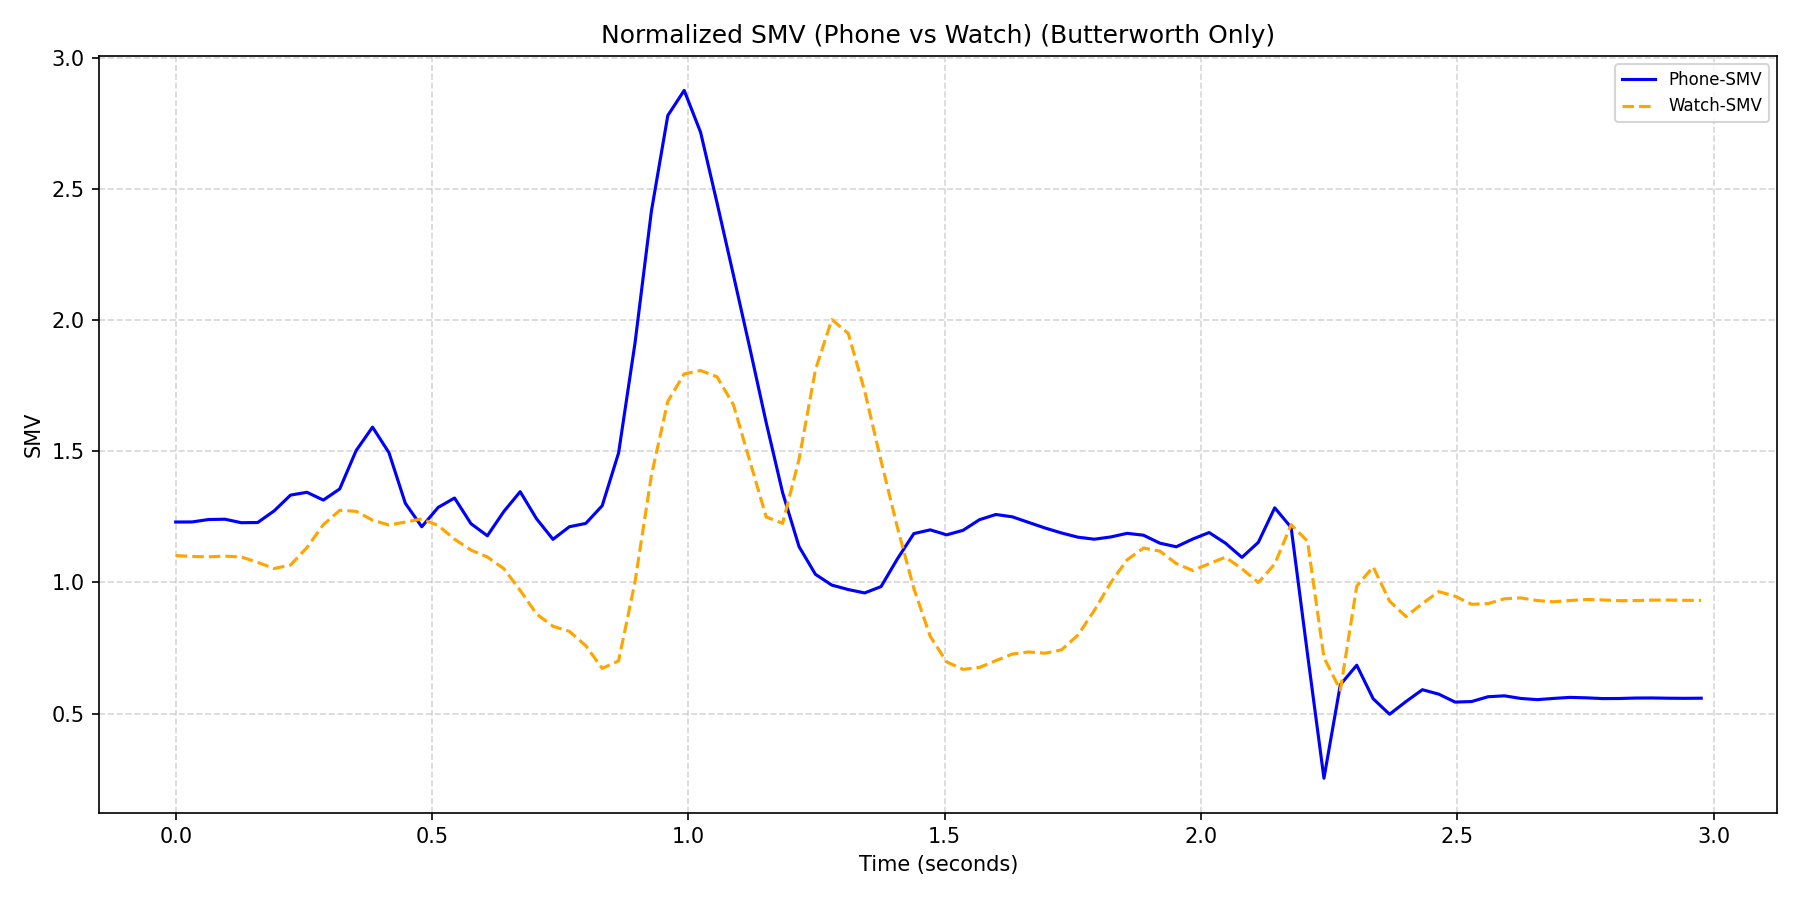 Normalized SMV (Phone vs Watch) (Butterworth Only)
Phone-SMV
Watch-SMV
SMV
3.0
2.5
2.0
1.5
1.0
0.5
0.0 0.5 1.0 1.5 2.0 2.5 3.0
Time (seconds)